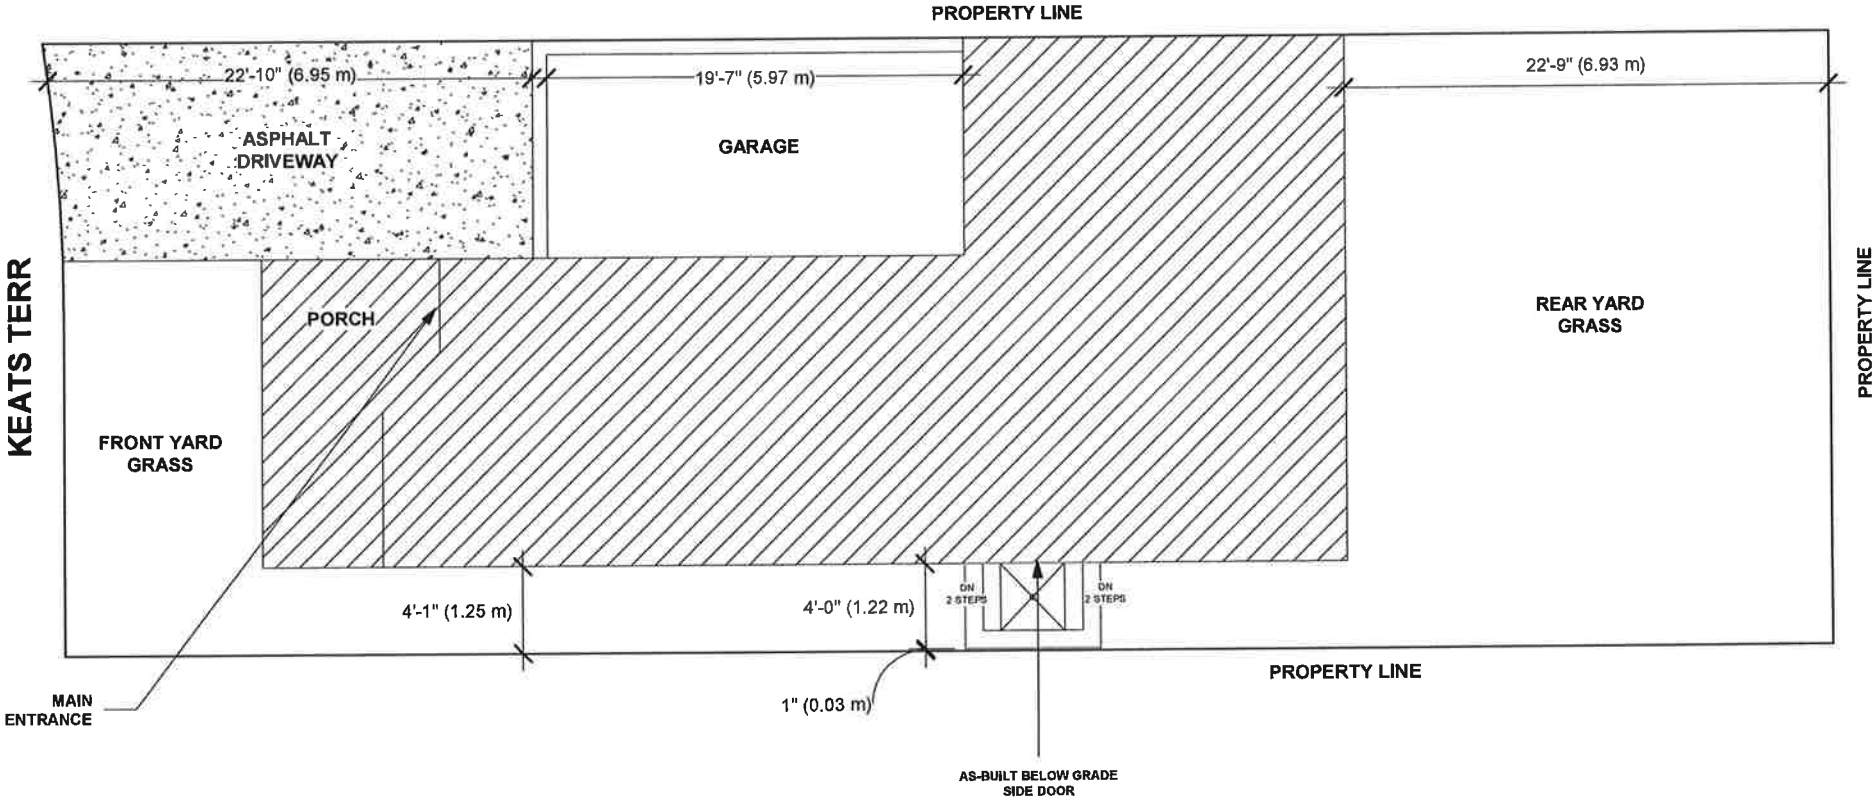 PROPERTY LINE
22'-10" (6.95 m)
19'-7" (5.97 m)
22'-9" (6.93 m)
ASPHALT
DRIVEWAY
GARAGE
KEATS TERR
PORCH
REAR YARD
GRASS
PROPERTY LINE
FRONT YARD
GRASS
4'-1" (1.25 m)
4'-0" (1.22 m)
DN
2 STEPS
DN
2 STEPS
PROPERTY LINE
MAIN
ENTRANCE
1" (0.03 m)
AS-BUILT BELOW GRADE
SIDE DOOR